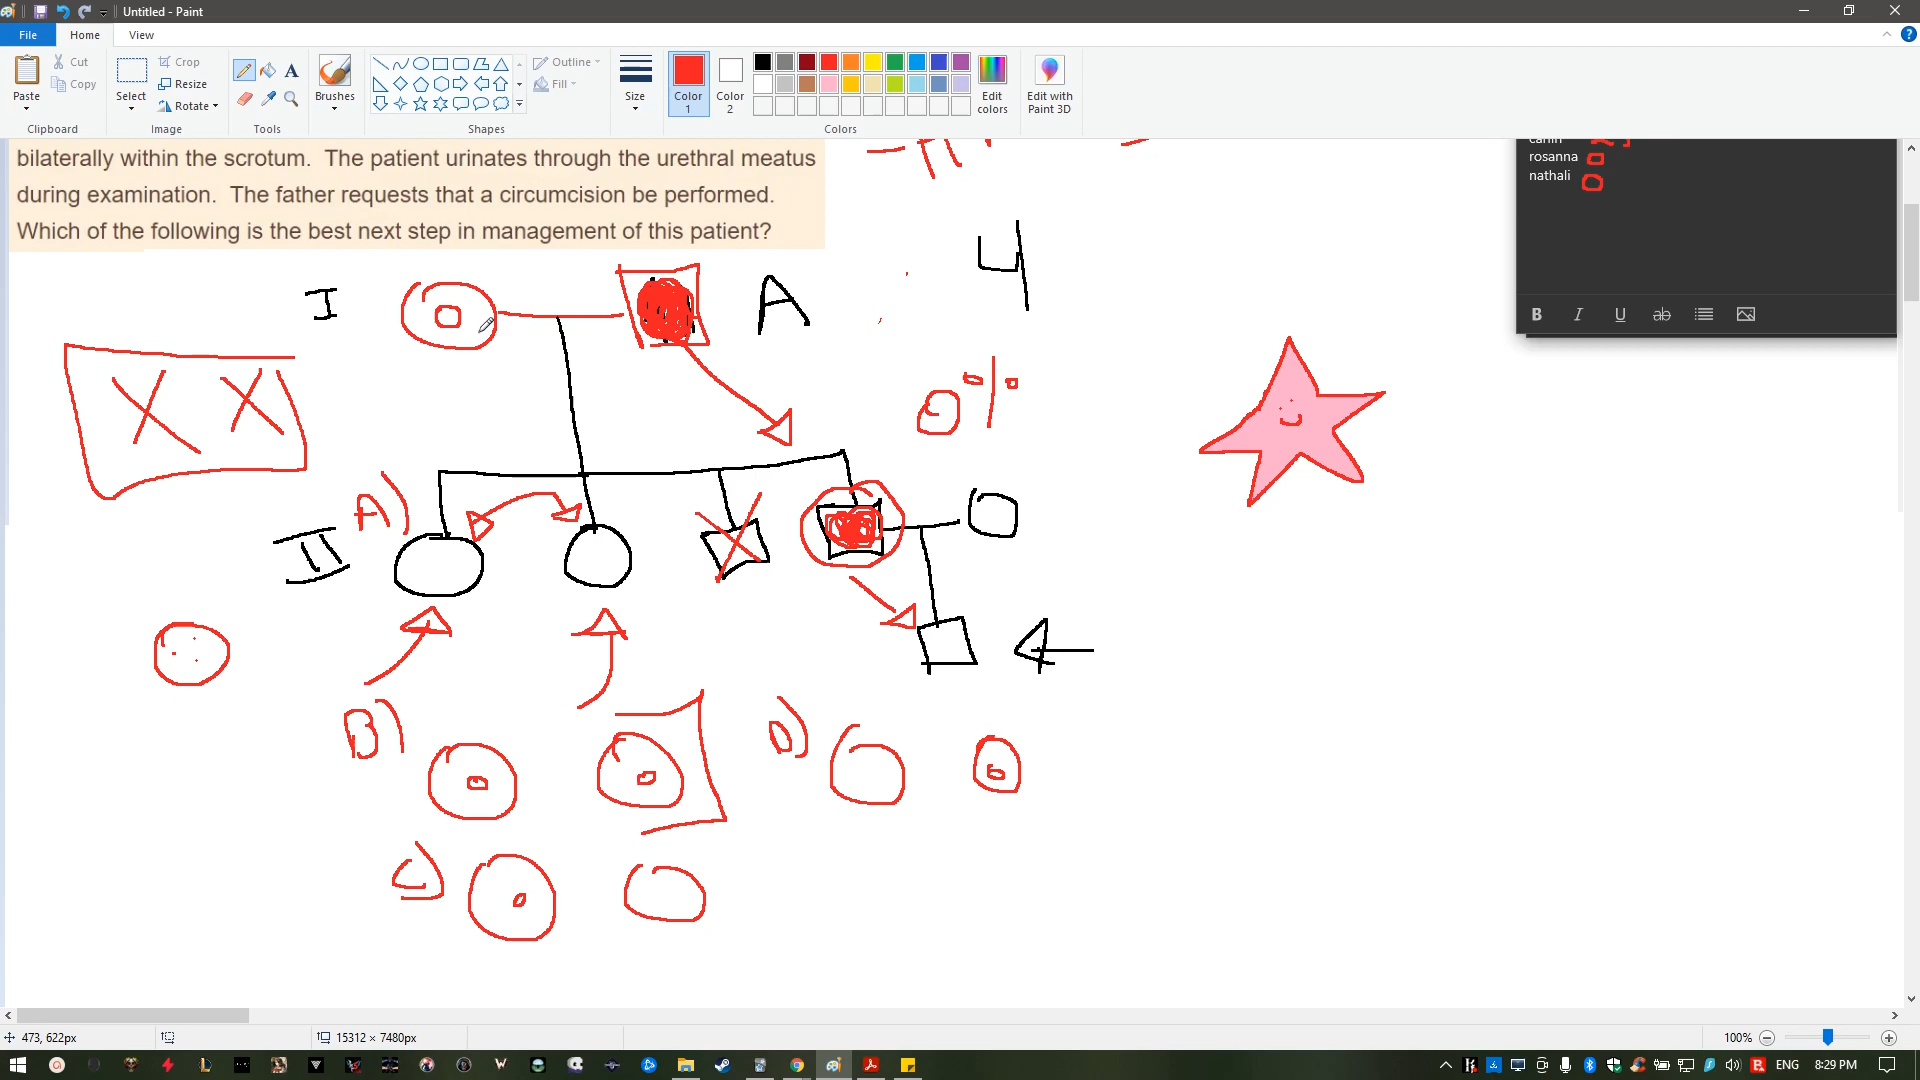 Untitled - Paint
File
Home
View
Paste
Cut
Copy
Clipboard
Select
Crop
Resize
Rotate
Image
Tools
Brushes
Shapes
Outline
Fill
Size
Color 1
Color 2
Colors
Edit colors
Edit with Paint 3D
bilaterally within the scrotum. The patient urinates through the urethral meatus
during examination. The father requests that a circumcision be performed.
Which of the following is the best next step in management of this patient?
rosanna
nathali
B I U ab
I
A
4
0%
X X
A)
II
B)
D)
C)
473, 622px
15312 × 7480px
100%
ENG
8:29 PM